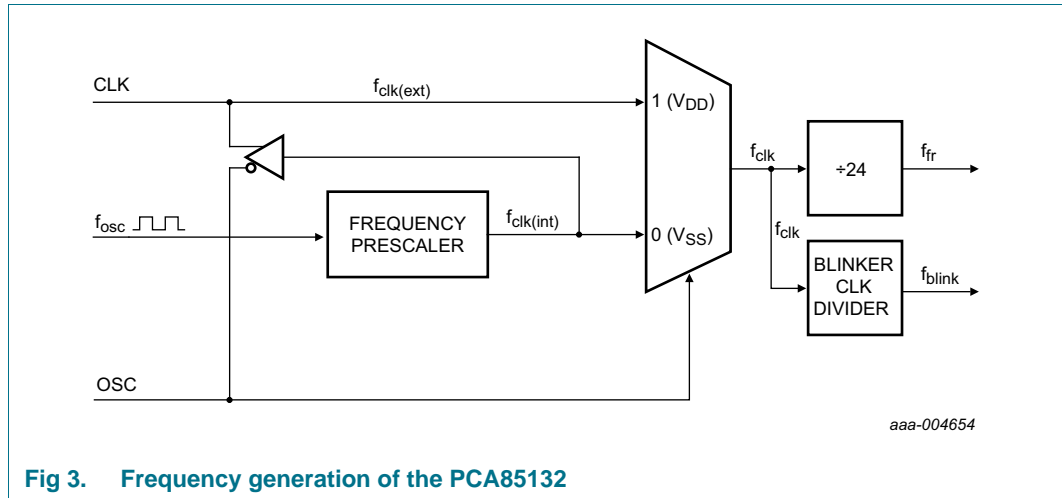 CLK
fclk(ext)
1 (VDD)
fclk
÷24
ffr
fosc
FREQUENCY
PRESCALER
fclk(int)
0 (VSS)
fclk
BLINKER
CLK
DIVIDER
fblink
OSC
aaa-004654
Fig 3. Frequency generation of the PCA85132